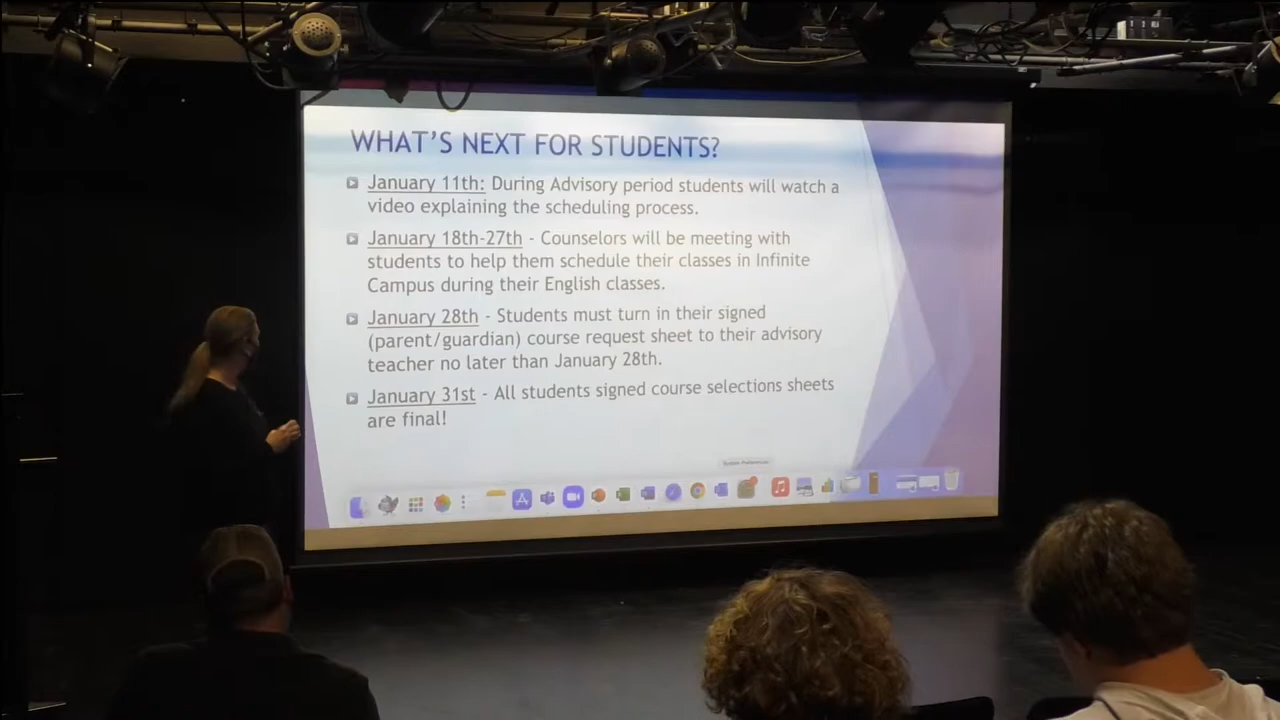 WHAT'S NEXT FOR STUDENTS?
January 11th: During Advisory period students will watch a
video explaining the scheduling process.
January 18th-27th - Counselors will be meeting with
students to help them schedule their classes in Infinite
Campus during their English classes.
January 28th - Students must turn in their signed
(parent/guardian) course request sheet to their advisory
teacher no later than January 28th.
January 31st - All students signed course selections sheets
are final!
System Preferences